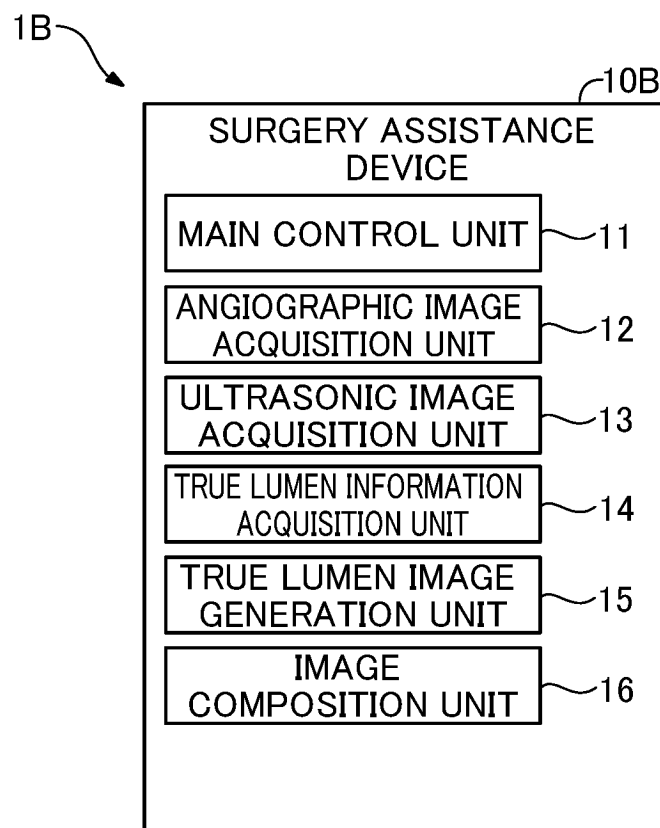 1B
10B
SURGERY ASSISTANCE
DEVICE
MAIN CONTROL UNIT
11
ANGIOGRAPHIC IMAGE
ACQUISITION UNIT
12
ULTRASONIC IMAGE
ACQUISITION UNIT
13
TRUE LUMEN INFORMATION
ACQUISITION UNIT
14
TRUE LUMEN IMAGE
GENERATION UNIT
15
IMAGE
COMPOSITION UNIT
16